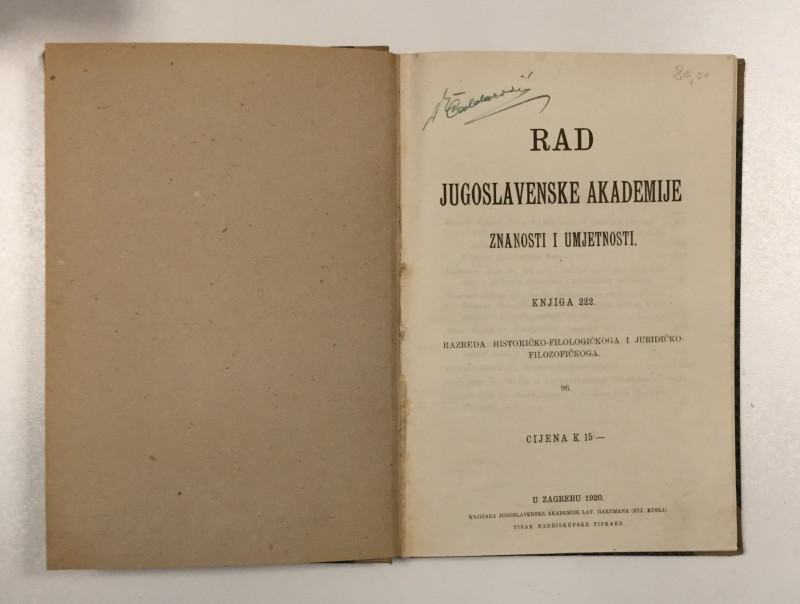 80,00
RAD
JUGOSLAVENSKE AKADEMIJE
ZNANOSTI I UMJETNOSTI.
KNJIGA 222.
RAZREDA HISTORIČKO-FILOLOGIČKOGA I JURIDIČKO-
FILOZOFIČKOGA.
96.
CIJENA K 15·—
U ZAGREBU 1920.
KNJIŽARA JUGOSLAVENSKE AKADEMIJE LAV. HARTMANA (STJ. KUGLI).
TISAK NADBISKUPSKE TISKARE.